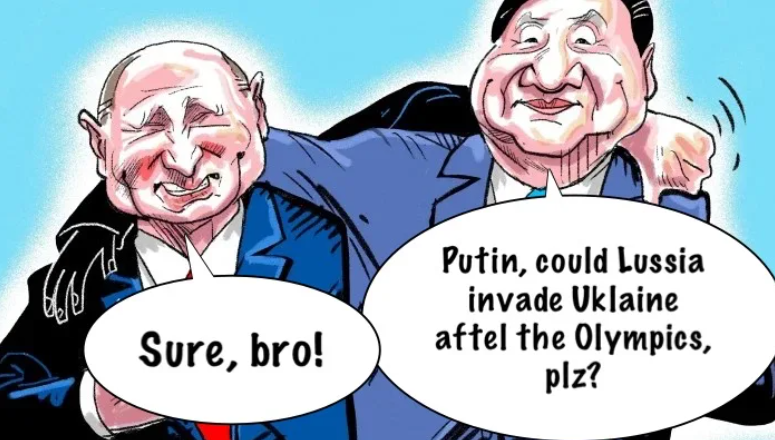 Putin, could Lussia
invade Uklaine
aftel the Olympics,
plz?
Sure, bro!